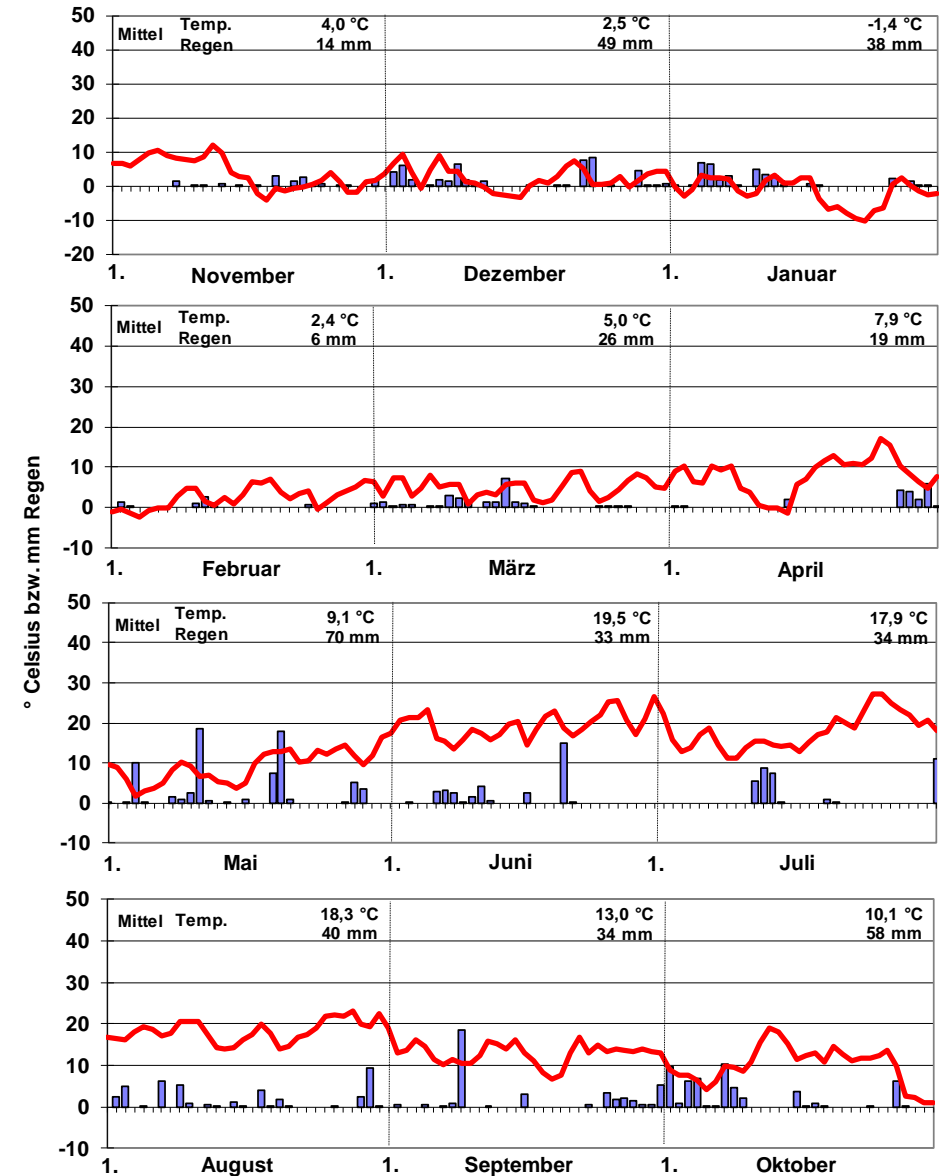 ° Celsius bzw. mm Regen
50
40
30
20
10
0
-10
-20
Mittel Temp. 4,0 °C 2,5 °C -1,4 °C
Regen 14 mm 49 mm 38 mm
1. November 1. Dezember 1. Januar
50
40
30
20
10
0
-10
Mittel Temp. 2,4 °C 5,0 °C 7,9 °C
Regen 6 mm 26 mm 19 mm
1. Februar 1. März 1. April
50
40
30
20
10
0
-10
Mittel Temp. 9,1 °C 19,5 °C 17,9 °C
Regen 70 mm 33 mm 34 mm
1. Mai 1. Juni 1. Juli
50
40
30
20
10
0
-10
Mittel Temp. 18,3 °C 13,0 °C 10,1 °C
40 mm 34 mm 58 mm
1. August 1. September 1. Oktober